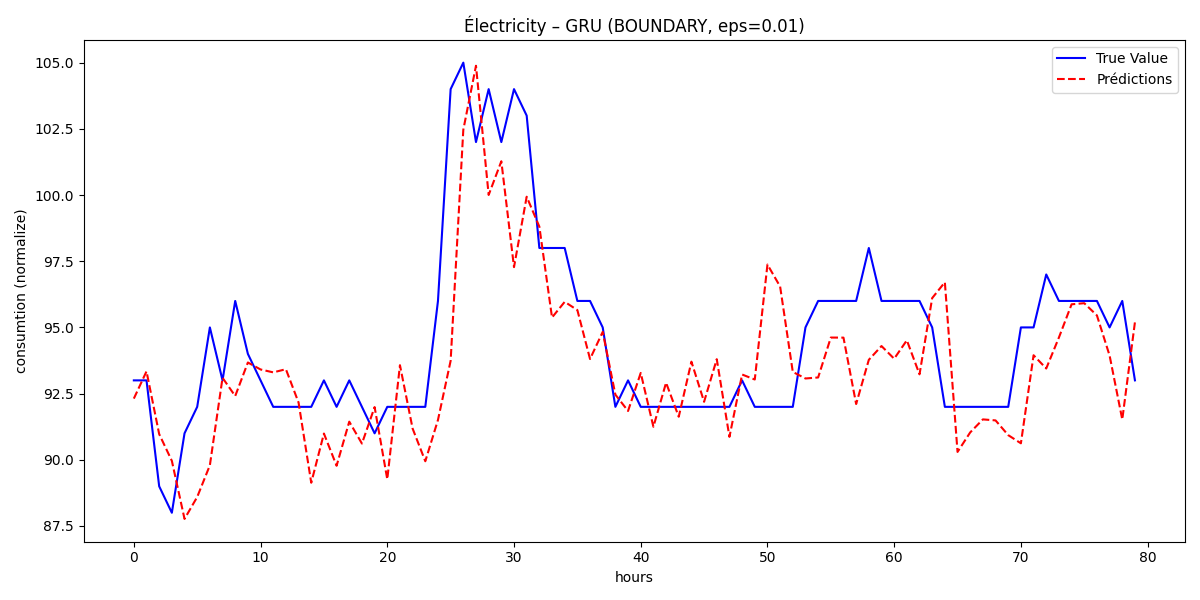 Électricity – GRU (BOUNDARY, eps=0.01)
True Value
Prédictions
consumtion (normalize)
105.0
102.5
100.0
97.5
95.0
92.5
90.0
87.5
0 10 20 30 40 50 60 70 80
hours